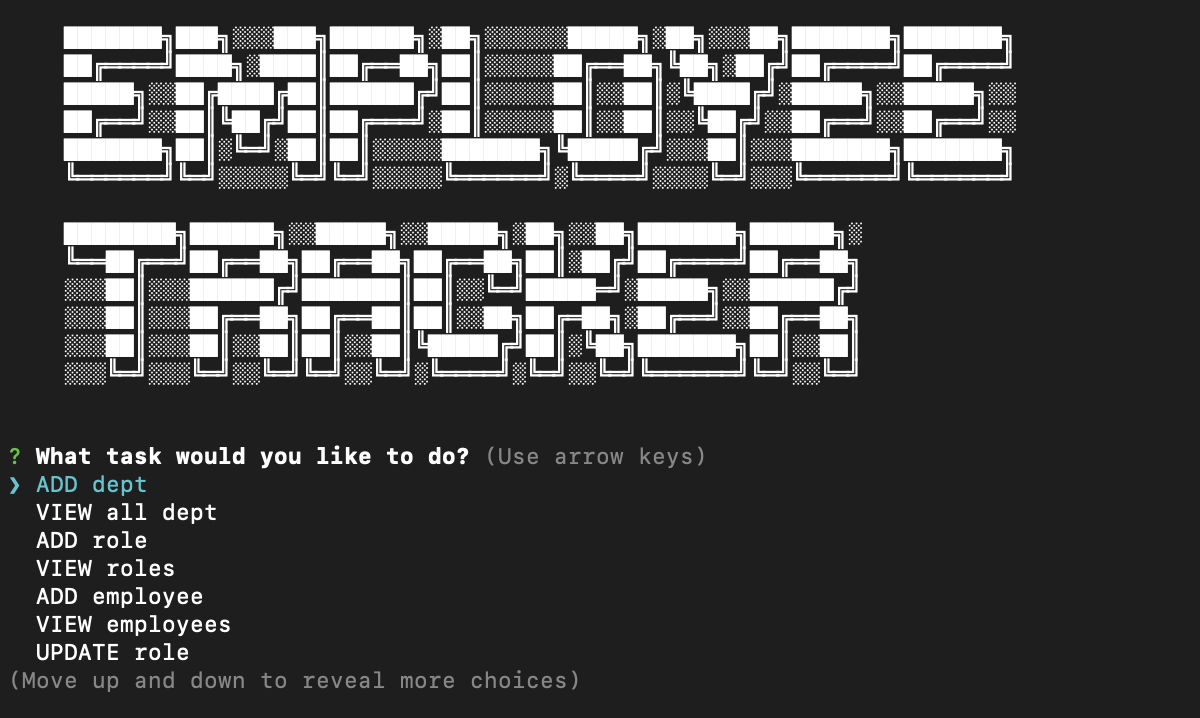 EMPLOYEE
TRACKER
? What task would you like to do? (Use arrow keys)
❯ ADD dept
VIEW all dept
ADD role
VIEW roles
ADD employee
VIEW employees
UPDATE role
(Move up and down to reveal more choices)